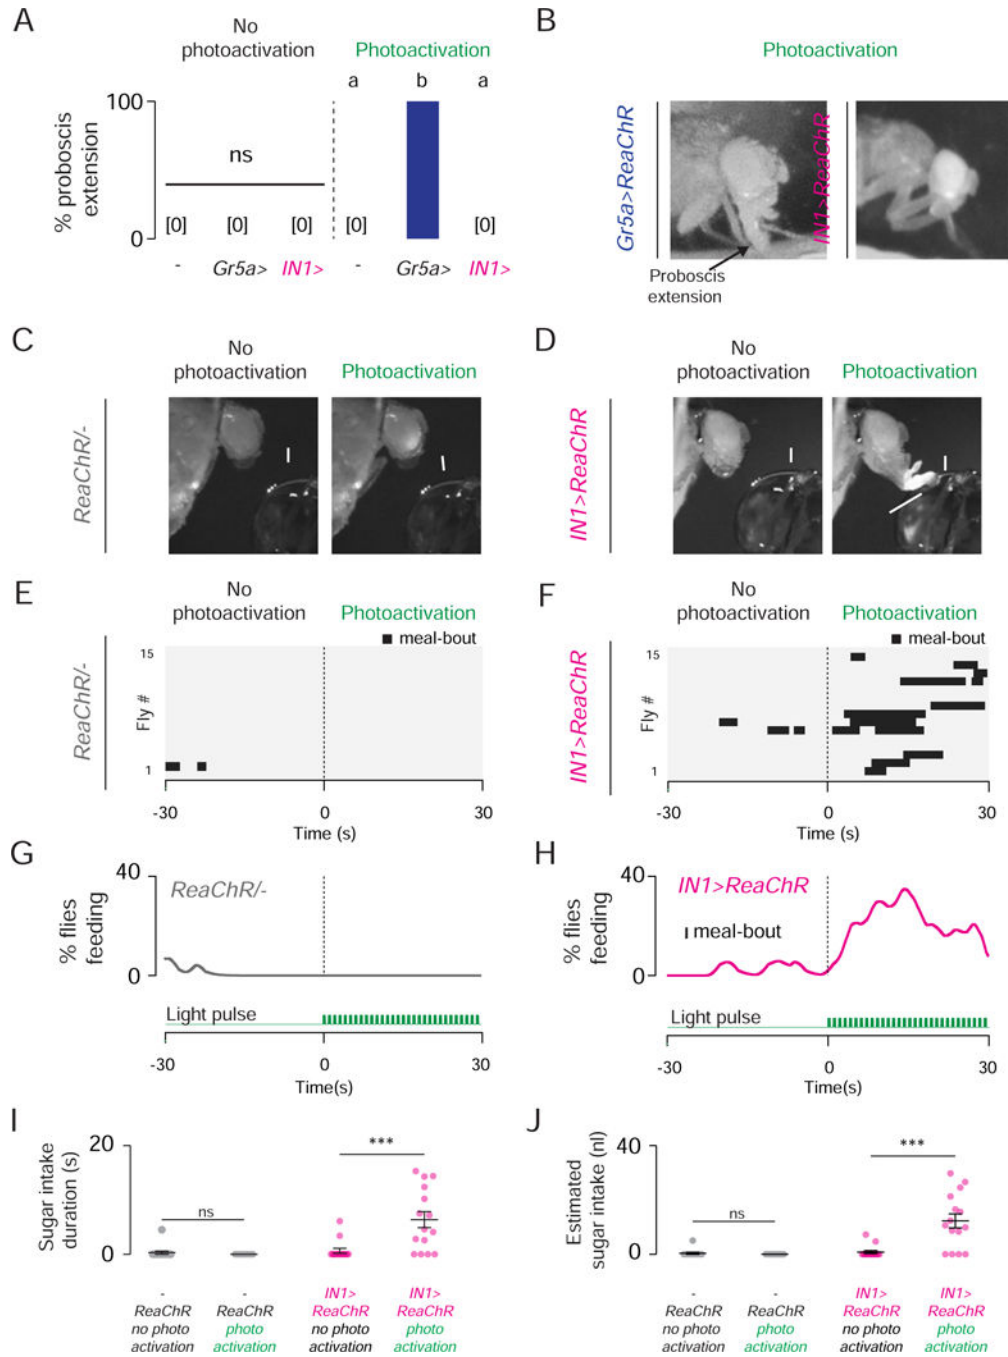 A
No
photoactivation
Photoactivation
a
b
a
100
% proboscis
extension
ns
0
[0]
[0]
[0]
[0]
[0]
-
Gr5a>
IN1>
-
Gr5a>
IN1>
B
Photoactivation
Gr5a>ReaChR
IN1>ReaChR
Proboscis
extension
C
No
photoactivation
Photoactivation
ReaChR/-
D
No
photoactivation
Photoactivation
IN1>ReaChR
E
No
photoactivation
Photoactivation
meal-bout
ReaChR/-
15
Fly #
1
-30
0
30
Time (s)
F
No
photoactivation
Photoactivation
meal-bout
IN1>ReaChR
15
Fly #
1
-30
0
30
Time (s)
G
40
ReaChR/-
% flies
feeding
0
Light pulse
-30
0
30
Time(s)
H
40
IN1>ReaChR
% flies
feeding
meal-bout
0
Light pulse
-30
0
30
Time(s)
I
20
Sugar intake
duration (s)
0
ns
***
-
ReaChR
no photo
activation
-
ReaChR
photo
activation
IN1>
ReaChR
no photo
activation
IN1>
ReaChR
photo
activation
J
40
Estimated
sugar intake (nl)
0
ns
***
-
ReaChR
no photo
activation
-
ReaChR
photo
activation
IN1>
ReaChR
no photo
activation
IN1>
ReaChR
photo
activation